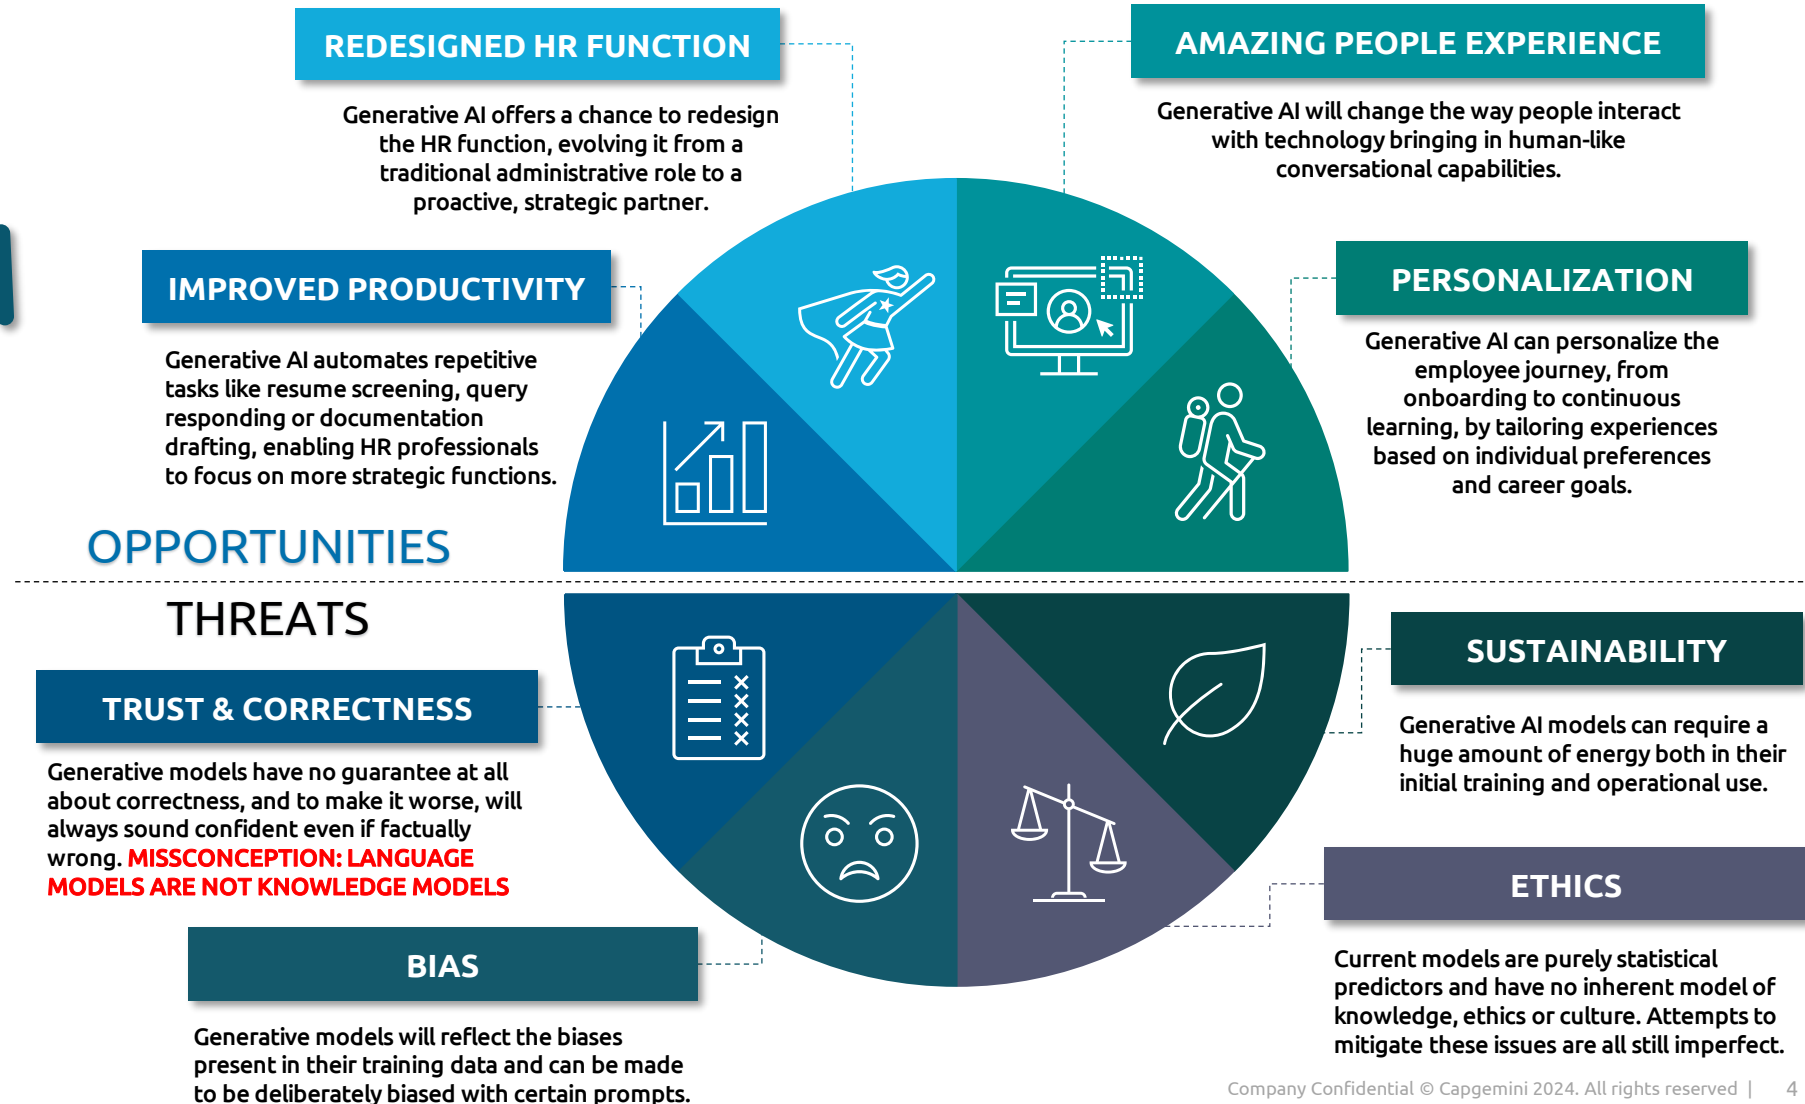 REDESIGNED HR FUNCTION
Generative AI offers a chance to redesign
the HR function, evolving it from a
traditional administrative role to a
proactive, strategic partner.
AMAZING PEOPLE EXPERIENCE
Generative AI will change the way people interact
with technology bringing in human-like
conversational capabilities.
IMPROVED PRODUCTIVITY
Generative AI automates repetitive
tasks like resume screening, query
responding or documentation
drafting, enabling HR professionals
to focus on more strategic functions.
PERSONALIZATION
Generative AI can personalize the
employee journey, from
onboarding to continuous
learning, by tailoring experiences
based on individual preferences
and career goals.
OPPORTUNITIES
THREATS
TRUST & CORRECTNESS
Generative models have no guarantee at all
about correctness, and to make it worse, will
always sound confident even if factually
wrong. MISSCONCEPTION: LANGUAGE
MODELS ARE NOT KNOWLEDGE MODELS
SUSTAINABILITY
Generative AI models can require a
huge amount of energy both in their
initial training and operational use.
BIAS
Generative models will reflect the biases
present in their training data and can be made
to be deliberately biased with certain prompts.
ETHICS
Current models are purely statistical
predictors and have no inherent model of
knowledge, ethics or culture. Attempts to
mitigate these issues are all still imperfect.
Company Confidential © Capgemini 2024. All rights reserved | 4